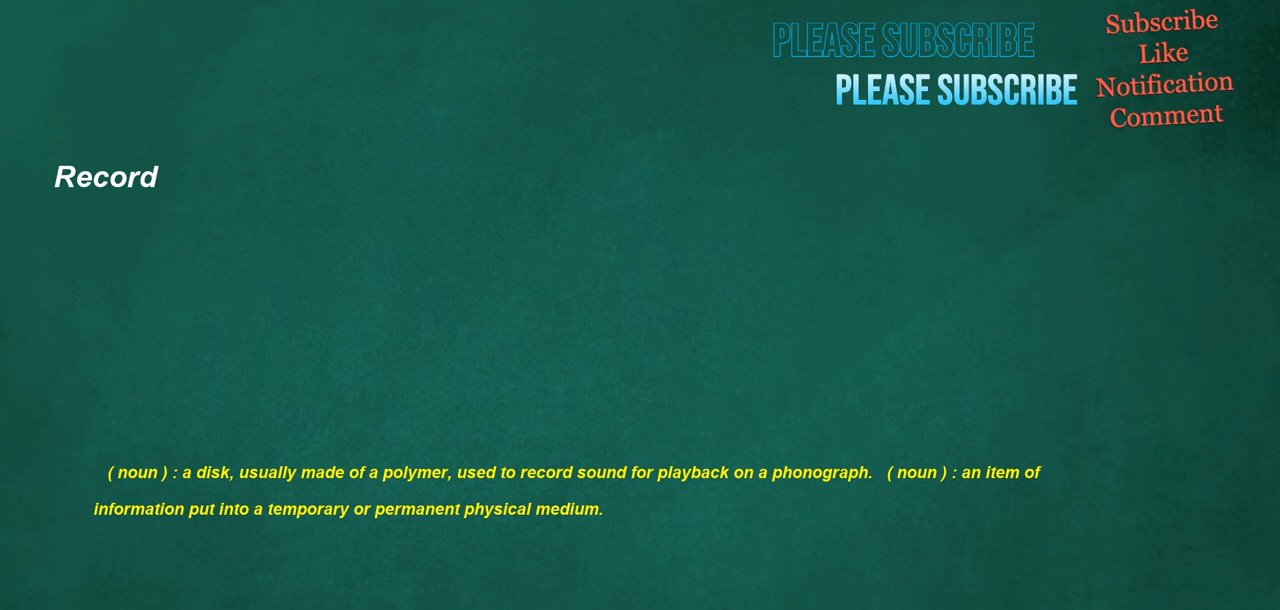 PLEASE SUBSCRIBE
PLEASE SUBSCRIBE
Subscribe
Like
Notification
Comment
Record
( noun ) : a disk, usually made of a polymer, used to record sound for playback on a phonograph. ( noun ) : an item of
information put into a temporary or permanent physical medium.